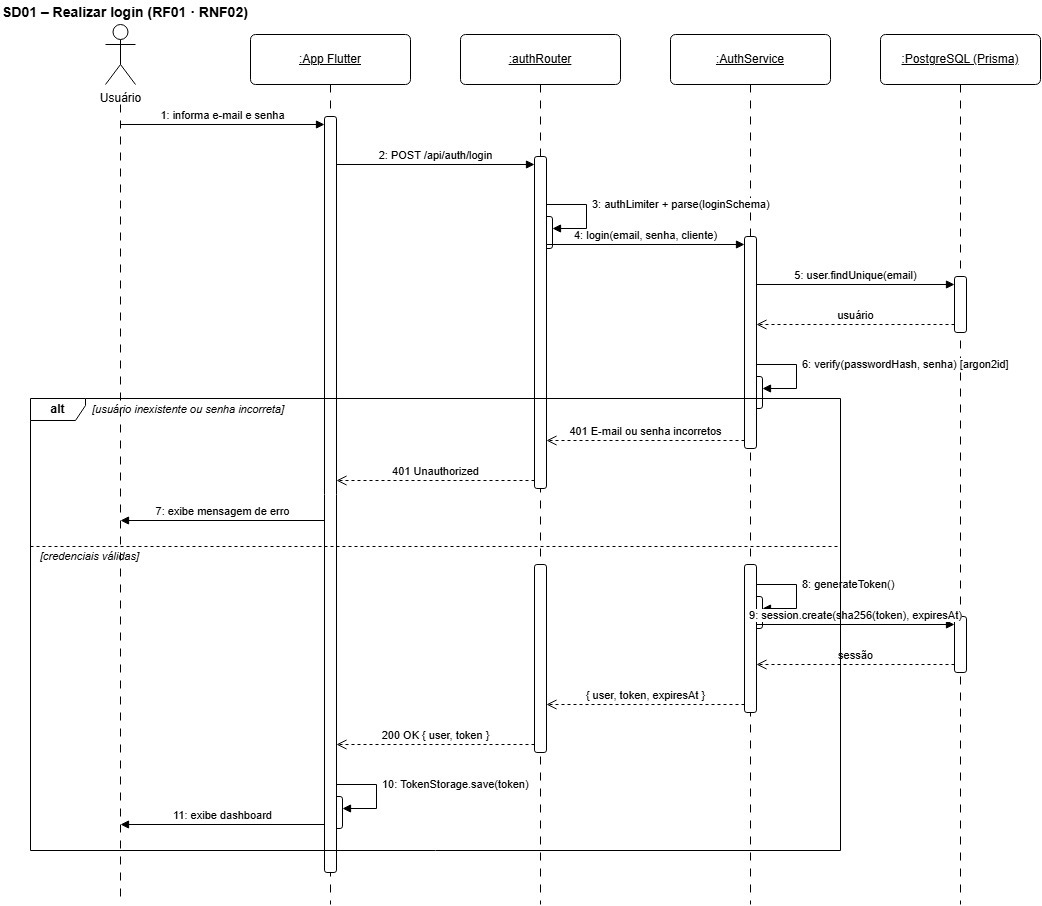 SD01 – Realizar login (RF01 · RNF02)
:App Flutter
:authRouter
:AuthService
:PostgreSQL (Prisma)
Usuário
1: informa e-mail e senha
2: POST /api/auth/login
3: authLimiter + parse(loginSchema)
4: login(email, senha, cliente)
5: user.findUnique(email)
usuário
6: verify(passwordHash, senha) [argon2id]
alt
[usuário inexistente ou senha incorreta]
401 E-mail ou senha incorretos
401 Unauthorized
7: exibe mensagem de erro
[credenciais válidas]
8: generateToken()
9: session.create(sha256(token), expiresAt)
sessão
{ user, token, expiresAt }
200 OK { user, token }
10: TokenStorage.save(token)
11: exibe dashboard